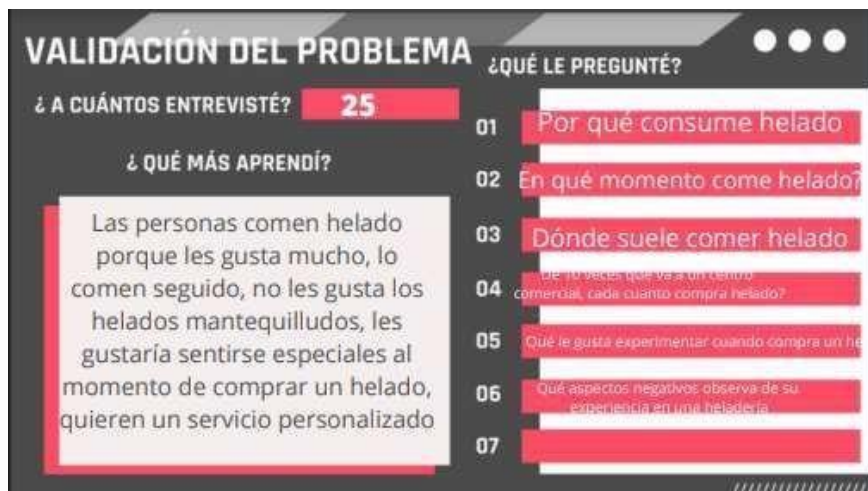 VALIDACIÓN DEL PROBLEMA
¿ A CUÁNTOS ENTREVISTÉ?
25
¿ QUÉ MÁS APRENDÍ?
Las personas comen helado
porque les gusta mucho, lo
comen seguido, no les gusta los
helados mantequilludos, les
gustaría sentirse especiales al
momento de comprar un helado,
quieren un servicio personalizado
¿QUÉ LE PREGUNTÉ?
01
Por qué consume helado
02
En qué momento come helado?
03
Dónde suele comer helado
04
De 10 veces que va a un centro
comercial, cada cuanto compra helado?
05
Qué le gusta experimentar cuando compra un he
06
Qué aspectos negativos observa de su
experiencia en una heladería
07